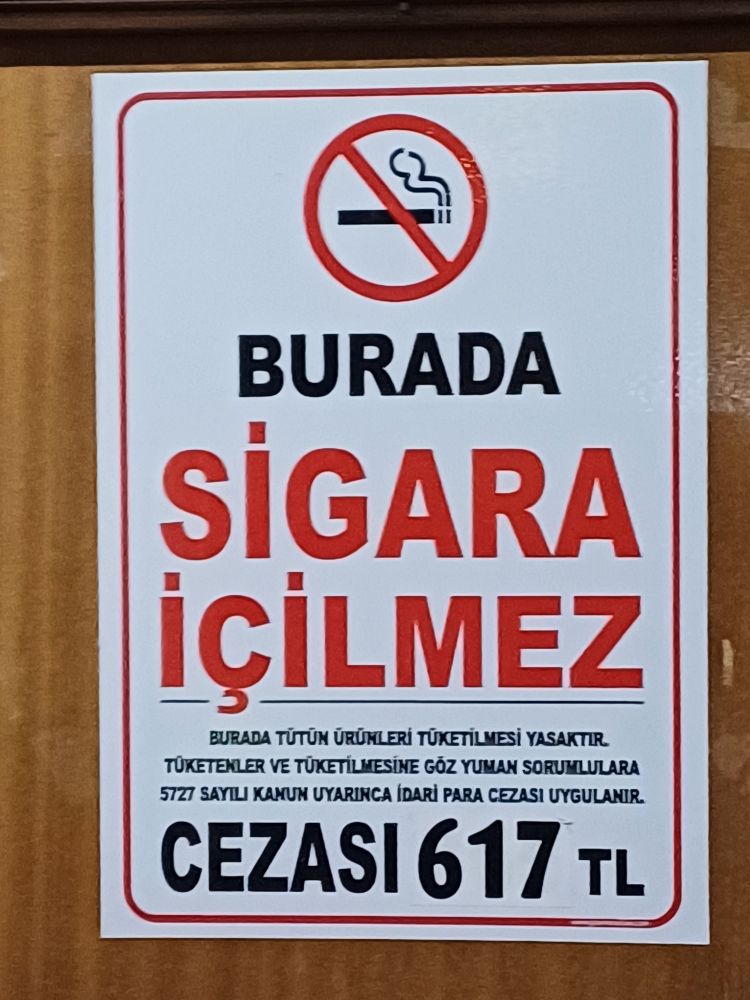 BURADA
SİGARA
İÇİLMEZ
BURADA TÜTÜN ÜRÜNLERİ TÜKETİLMESİ YASAKTIR.
TÜKETENLER VE TÜKETİLMESİNE GÖZ YUMAN SORUMLULARA
5727 SAYILI KANUN UYARINCA İDARİ PARA CEZASI UYGULANIR.
CEZASI 617 TL